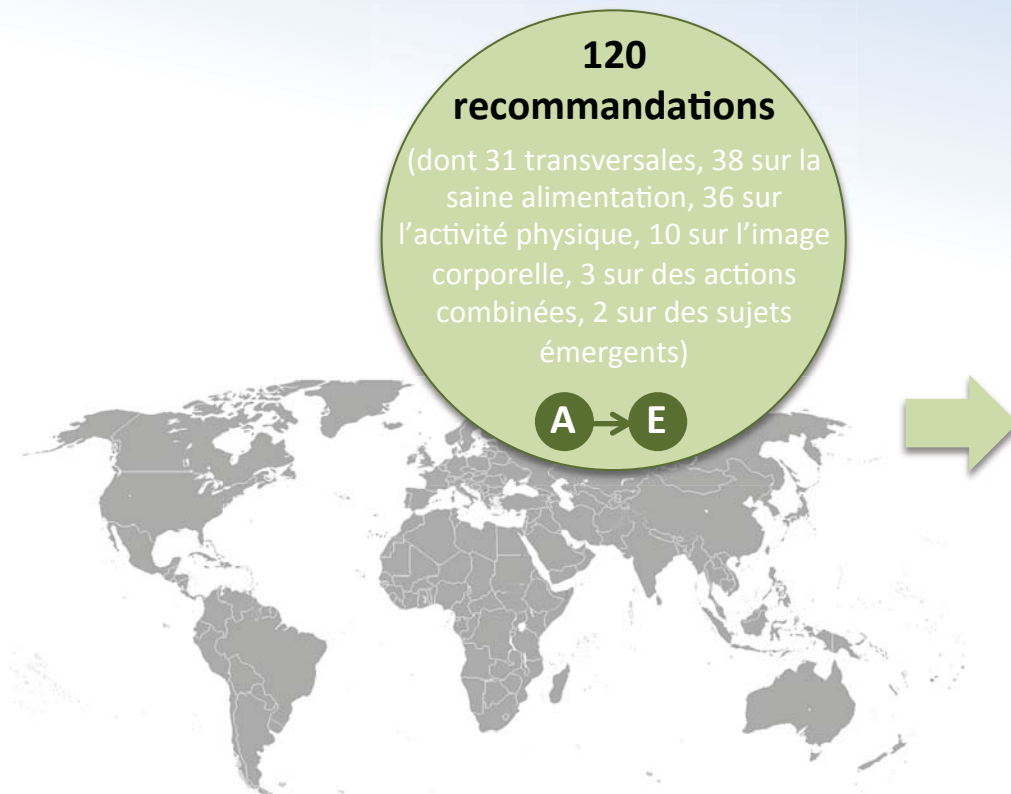 120
recommandations
(dont 31 transversales, 38 sur la
saine alimentation, 36 sur
l’activité physique, 10 sur l’image
corporelle, 3 sur des actions
combinées, 2 sur des sujets
émergents)
A → E